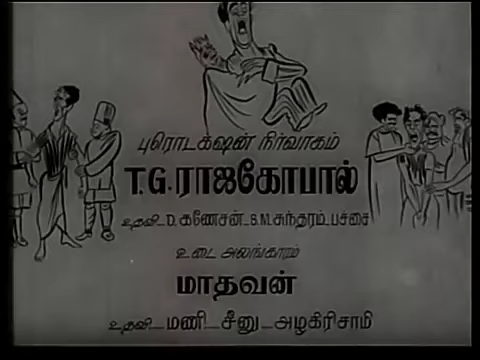 புரொடக்ஷன் நிர்வாகம்
T.G. ராஜகோபால்
உதவி _ D. கணேசன் _ S.M. சுந்தரம் _ பச்சை
உடை அலங்காரம்
மாதவன்
உதவி _ மணி _ சீனு _ அழகிரிசாமி